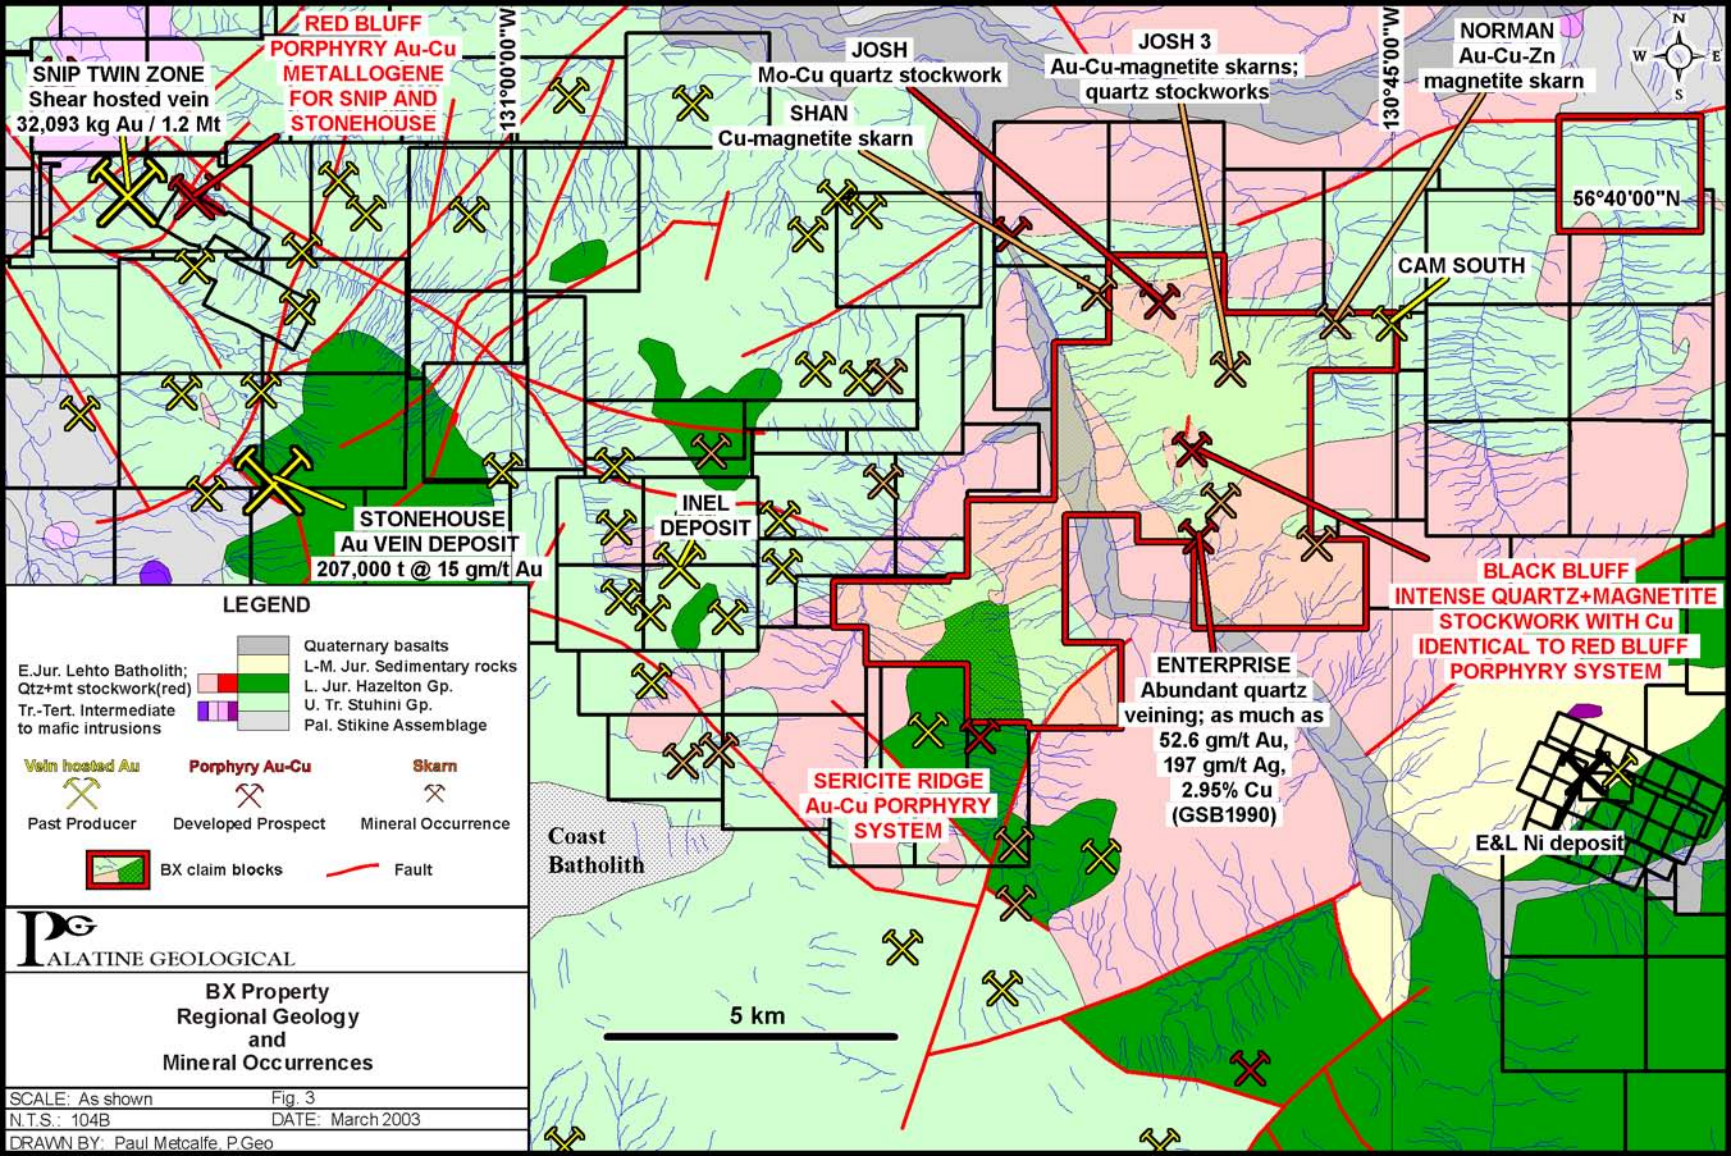 RED BLUFF
PORPHYRY Au-Cu
METALLOGENE
FOR SNIP AND
STONEHOUSE
SNIP TWIN ZONE
Shear hosted vein
32,093 kg Au / 1.2 Mt
131°00'00"W
JOSH
Mo-Cu quartz stockwork
SHAN
Cu-magnetite skarn
JOSH 3
Au-Cu-magnetite skarns;
quartz stockworks
130°45'00"W
NORMAN
Au-Cu-Zn
magnetite skarn
N
W
E
S
56°40'00"N
CAM SOUTH
STONEHOUSE
Au VEIN DEPOSIT
207,000 t @ 15 gm/t Au
INEL
DEPOSIT
BLACK BLUFF
INTENSE QUARTZ+MAGNETITE
STOCKWORK WITH Cu
IDENTICAL TO RED BLUFF
PORPHYRY SYSTEM
ENTERPRISE
Abundant quartz
veining; as much as
52.6 gm/t Au,
197 gm/t Ag,
2.95% Cu
(GSB1990)
SERICITE RIDGE
Au-Cu PORPHYRY
SYSTEM
E&L Ni deposit
Coast
Batholith
5 km
LEGEND
Quaternary basalts
L-M. Jur. Sedimentary rocks
L. Jur. Hazelton Gp.
U. Tr. Stuhini Gp.
Pal. Stikine Assemblage
E.Jur. Lehto Batholith;
Qtz+mt stockwork(red)
Tr.-Tert. Intermediate
to mafic intrusions
Vein hosted Au
Porphyry Au-Cu
Skarn
Past Producer
Developed Prospect
Mineral Occurrence
BX claim blocks
Fault
PG
PALATINE GEOLOGICAL
BX Property
Regional Geology
and
Mineral Occurrences
SCALE: As shown
Fig. 3
N.T.S.: 104B
DATE: March 2003
DRAWN BY: Paul Metcalfe, P.Geo